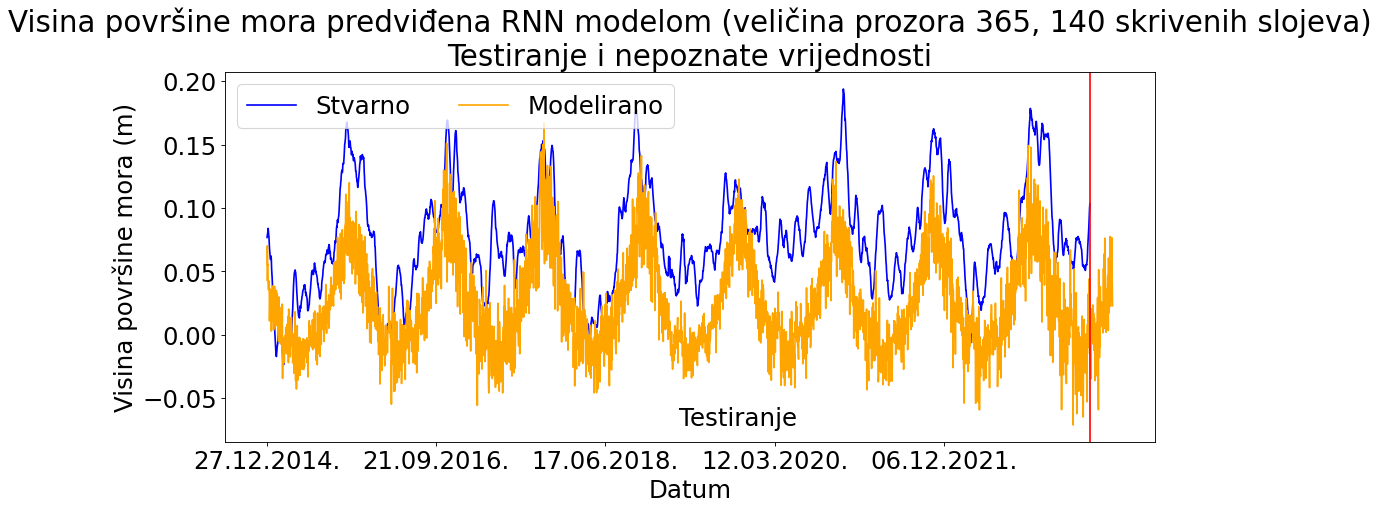 Visina površine mora predviđena RNN modelom (veličina prozora 365, 140 skrivenih slojeva)
Testiranje i nepoznate vrijednosti
Stvarno
Modelirano
Visina površine mora (m)
0.20
0.15
0.10
0.05
0.00
−0.05
Testiranje
27.12.2014.
21.09.2016.
17.06.2018.
12.03.2020.
06.12.2021.
Datum